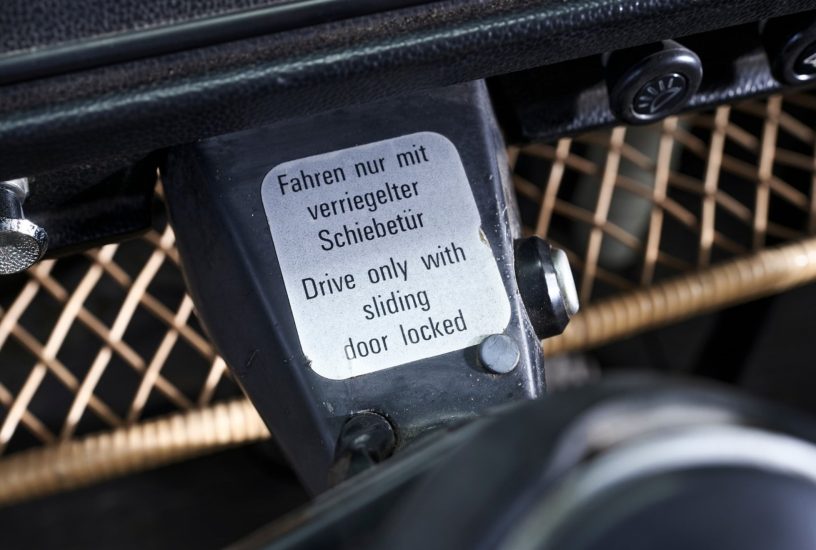 Fahren nur mit
verriegelter
Schiebetür
Drive only with
sliding
door locked